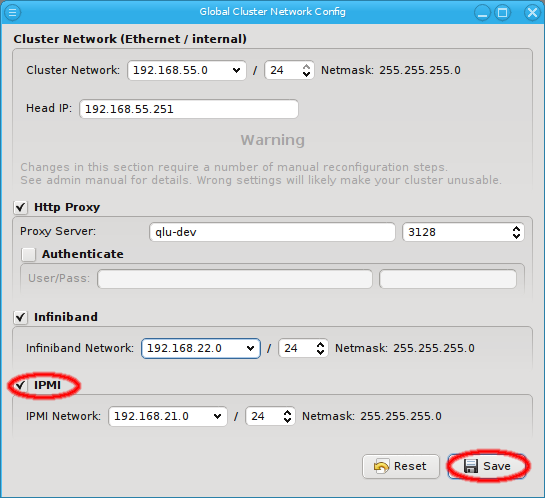 Global Cluster Network Config
Cluster Network (Ethernet / internal)
Cluster Network: 192.168.55.0 / 24 Netmask: 255.255.255.0
Head IP: 192.168.55.251
Warning
Changes in this section require a number of manual reconfiguration steps.
See admin manual for details. Wrong settings will likely make your cluster unusable.
Http Proxy
Proxy Server: qlu-dev 3128
Authenticate
User/Pass:
Infiniband
Infiniband Network: 192.168.22.0 / 24 Netmask: 255.255.255.0
IPMI
IPMI Network: 192.168.21.0 / 24 Netmask: 255.255.255.0
Reset Save